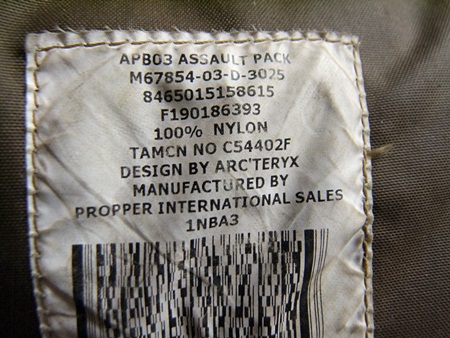 APB03 ASSAULT PACK
M67854-03-D-3025
8465015158615
F190186393
100% NYLON
TAMCN NO C54402F
DESIGN BY ARC'TERYX
MANUFACTURED BY
PROPPER INTERNATIONAL SALES
1NBA3